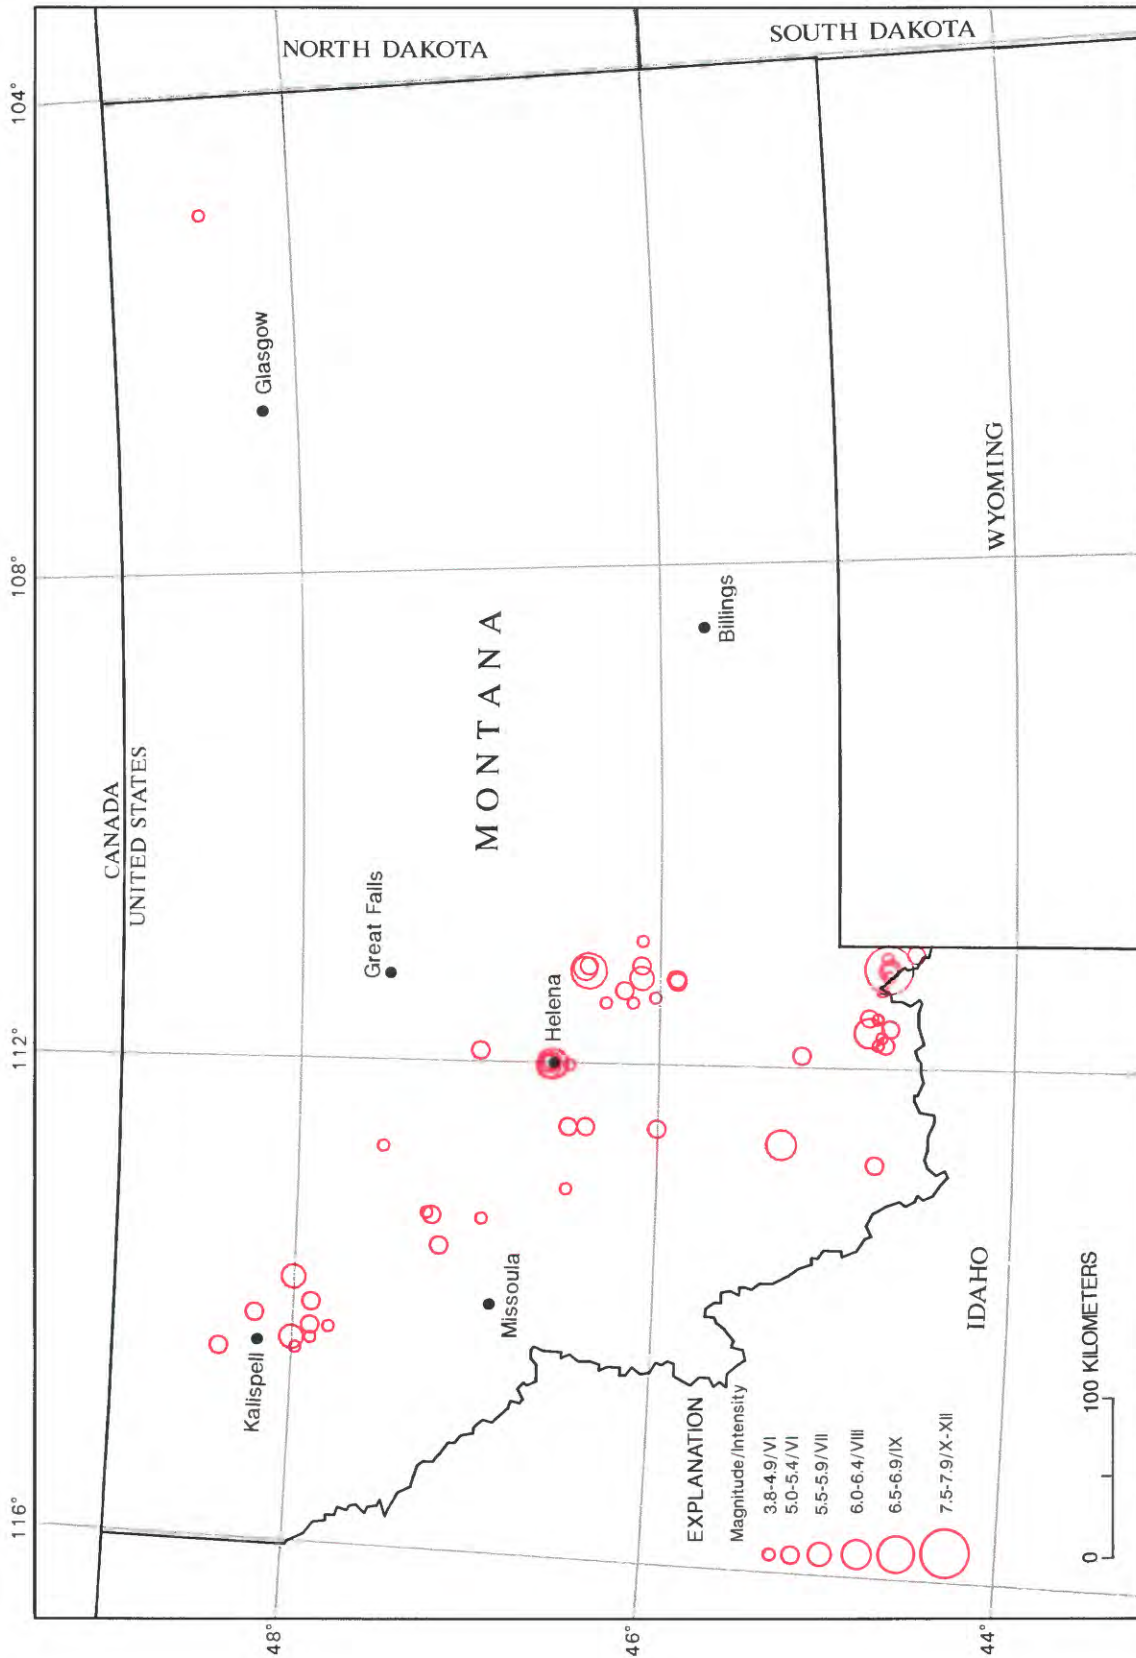 116°
112°
108°
104°
48°
46°
44°
CANADA
UNITED STATES
NORTH DAKOTA
SOUTH DAKOTA
MONTANA
WYOMING
IDAHO
Kalispell
Missoula
Great Falls
Helena
Glasgow
Billings
EXPLANATION
Magnitude/Intensity
3.8-4.9/VI
5.0-5.4/VI
5.5-5.9/VII
6.0-6.4/VIII
6.5-6.9/IX
7.5-7.9/X-XII
0 100 KILOMETERS